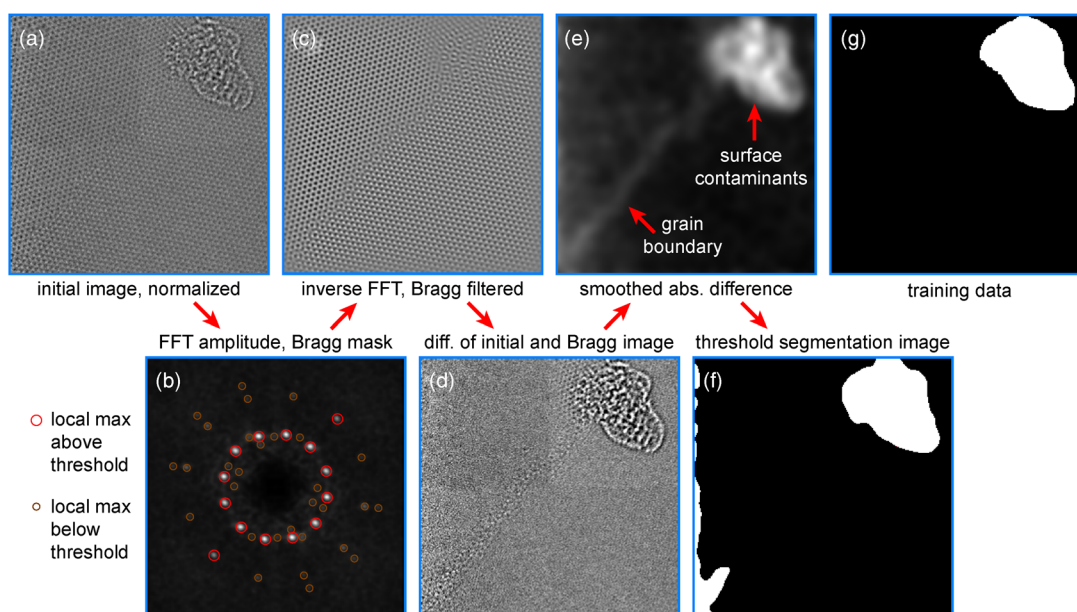 (a)
(c)
(e)
(g)
surface
contaminants
grain
boundary
initial image, normalized
inverse FFT, Bragg filtered
smoothed abs. difference
training data
FFT amplitude, Bragg mask
diff. of initial and Bragg image
threshold segmentation image
(b)
(d)
(f)
local max
above
threshold
local max
below
threshold